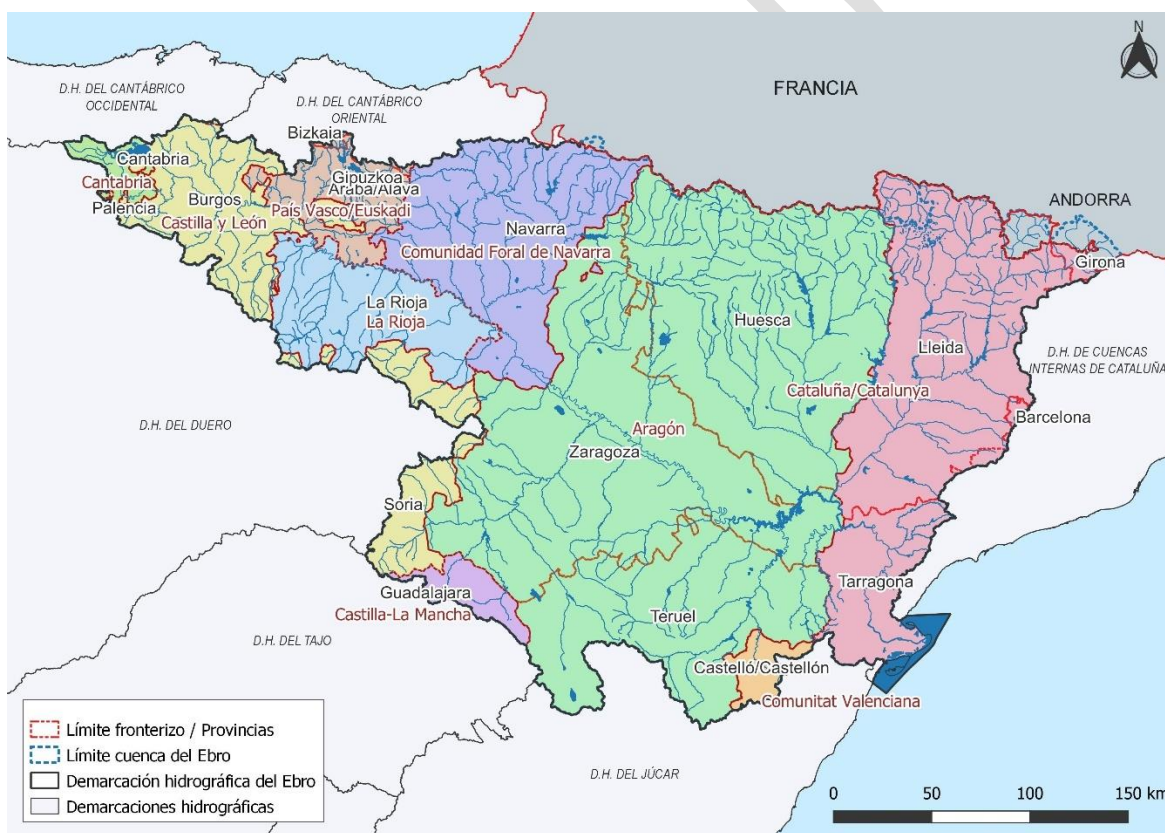 N
FRANCIA
D.H. DEL CANTÁBRICO
OCCIDENTAL
D.H. DEL CANTÁBRICO
ORIENTAL
Bizkaia
Cantabria
Gipuzkoa
Araba/Álava
ANDORRA
Cantabria
Burgos
Palencia
Castilla y León
País Vasco/Euskadi
Navarra
Comunidad Foral de Navarra
Girona
La Rioja
La Rioja
Huesca
Lleida
D.H. DE CUENCAS
INTERNAS DE CATALUÑA
Cataluña/Catalunya
Barcelona
D.H. DEL DUERO
Aragón
Zaragoza
Soria
Tarragona
Guadalajara
Castilla-La Mancha
Teruel
D.H. DEL TAJO
Castelló/Castellón
Comunitat Valenciana
D.H. DEL JÚCAR
Límite fronterizo / Provincias
Límite cuenca del Ebro
Demarcación hidrográfica del Ebro
Demarcaciones hidrográficas
0 50 100 150 km